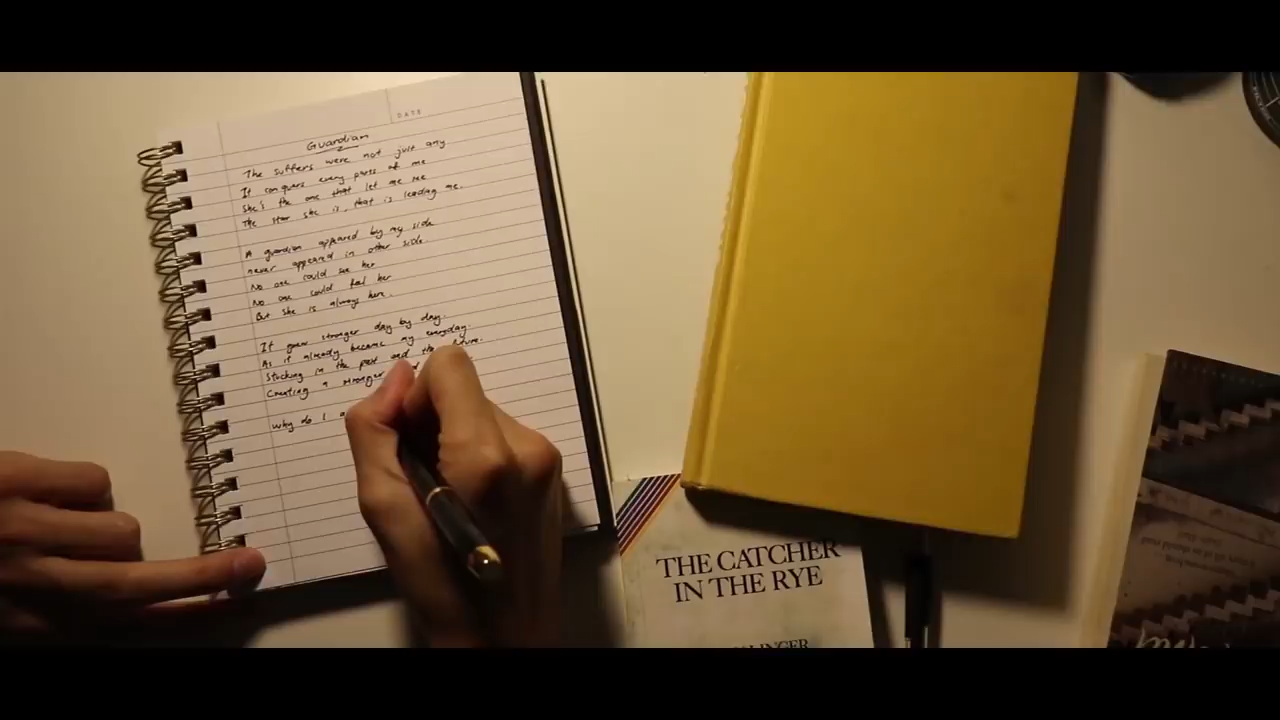 DATE
Guardian
The suffers were not just any
It conquers every parts of me
She's the one that let me see
The star she is, that is leading me.
A guardian appeared by my side
never appeared in other side
No one could see her
No one could feel her
But she is always here.
It grew stronger day by day.
As it already became my everyday
Stucking in the past and the future.
Creating a stronger
Why do I a
THE CATCHER
IN THE RYE
LINGER